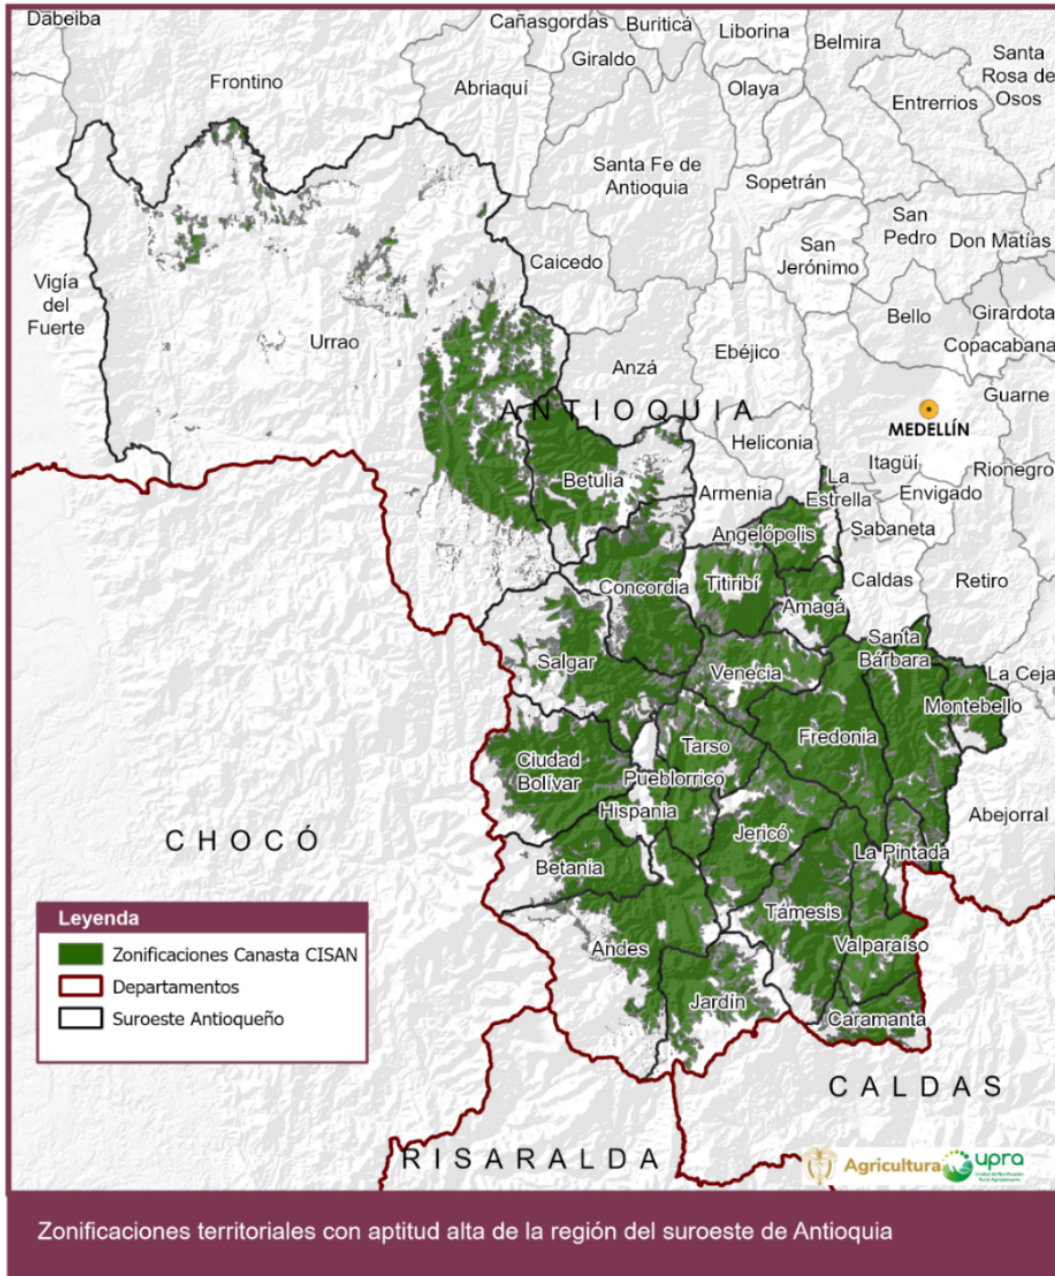 Dabeiba
Cañasgordas
Buriticá
Liborina
Belmira
Santa
Rosa de
Osos
Giraldo
Frontino
Abriaquí
Olaya
Entrerrios
Santa Fe de
Antioquia
Sopetrán
San
Pedro
Don Matías
San
Jerónimo
Caicedo
Vigía
del
Fuerte
Bello
Girardota
Copacabana
Urrao
Anzá
Ebéjico
Guarne
ANTIOQUIA
MEDELLÍN
Heliconia
Itagüí
Rionegro
Betulia
Armenia
La
Estrella
Envigado
Sabaneta
Angelópolis
Concordia
Titiribí
Caldas
Retiro
Amagá
Santa
Bárbara
Salgar
Venecia
La Ceja
Montebello
Fredonia
Tarso
Ciudad
Bolívar
Pueblorrico
Hispania
Abejorral
CHOCÓ
Jericó
La Pintada
Betania
Támesis
Valparaíso
Andes
Jardín
Caramanta
Leyenda
Zonificaciones Canasta CISAN
Departamentos
Suroeste Antioqueño
CALDAS
RISARALDA
Agricultura
upra
Zonificaciones territoriales con aptitud alta de la región del suroeste de Antioquia